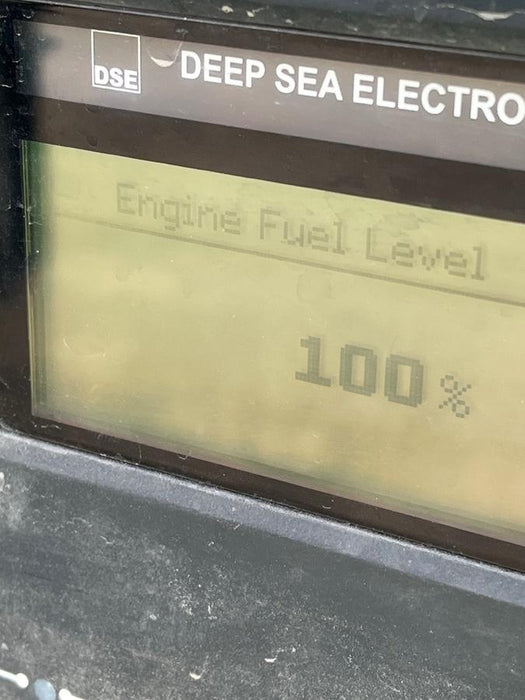 DSE
DEEP SEA ELECTRO
Engine Fuel Level
100%